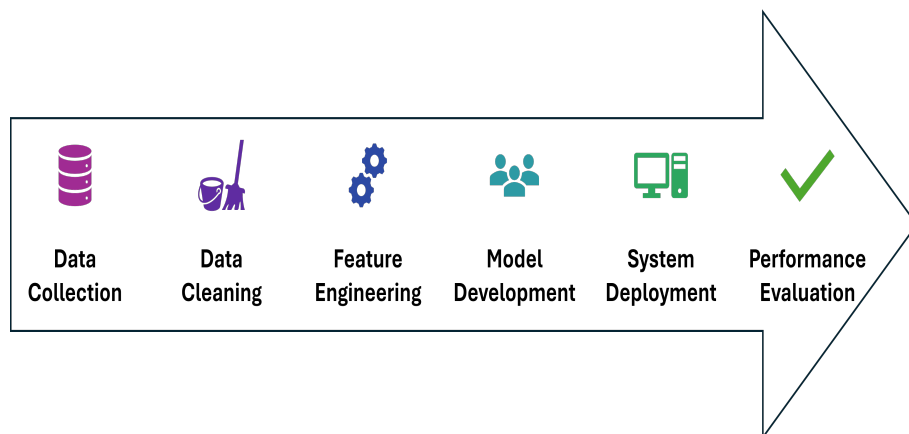 Data
Collection
Data
Cleaning
Feature
Engineering
Model
Development
System
Deployment
Performance
Evaluation